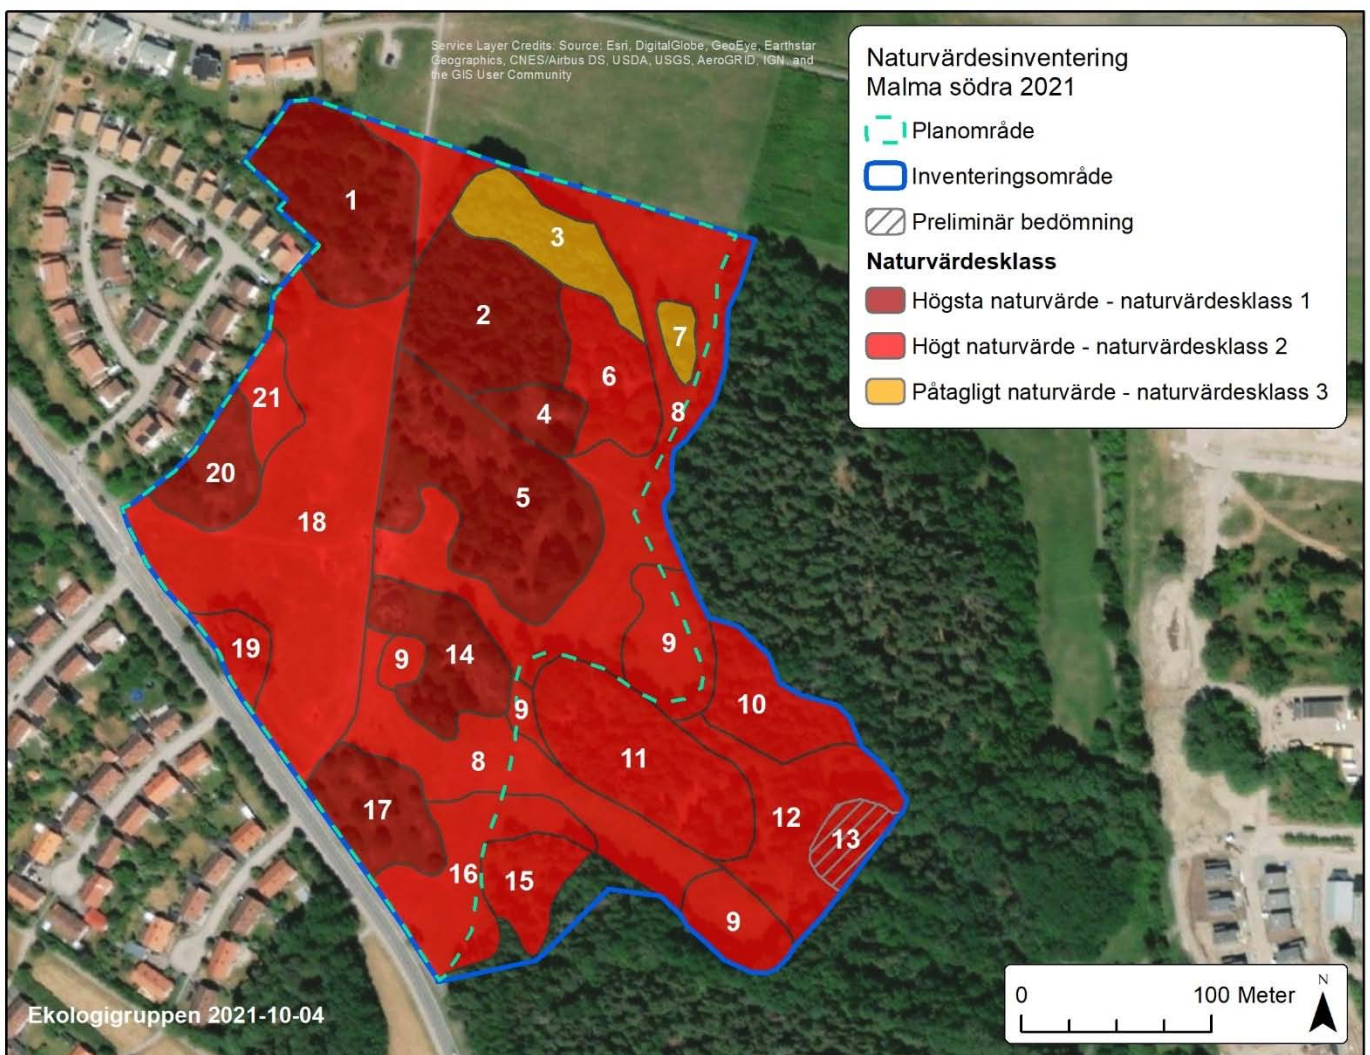 Service Layer Credits: Source: Esri, DigitalGlobe, GeoEye, Earthstar
Geographics, CNES/Airbus DS, USDA, USGS, AeroGRID, IGN, and
the GIS User Community
Naturvärdesinventering
Malma södra 2021
Planområde
Inventeringsområde
Preliminär bedömning
Naturvärdesklass
Högsta naturvärde - naturvärdesklass 1
Högt naturvärde - naturvärdesklass 2
Påtagligt naturvärde - naturvärdesklass 3
1
3
2
7
6
21
4
8
20
5
18
19
9
14
9
10
9
11
8
17
12
13
16
15
9
0 100 Meter
N
Ekologigruppen 2021-10-04